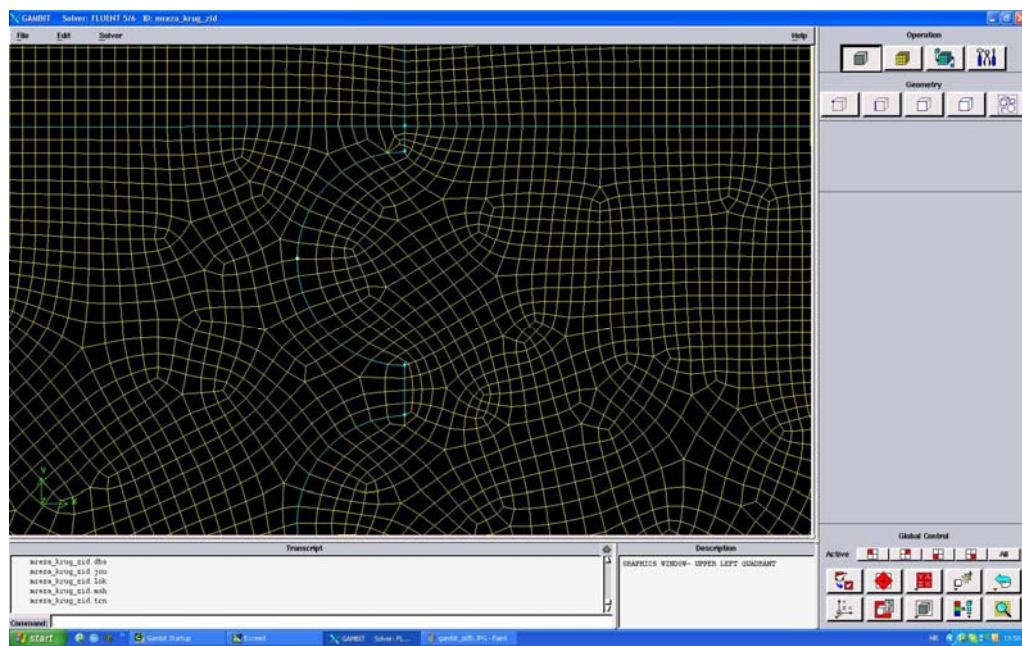 GAMBIT Solver: FLUENT 5/6 ID: mreza_krug_zid
File Edit Solver Help
Operation
Geometry
Y
Z X
Global Control
Active All
Transcript
mreza_krug_zid.dbs
mreza_krug_zid.jou
mreza_krug_zid.lok
mreza_krug_zid.msh
mreza_krug_zid.trn
Description
GRAPHICS WINDOW- UPPER LEFT QUADRANT
Command:
start Gambit Startup Exceed GAMBIT Solver: FL... gambit_pdb.JPG - Paint HR